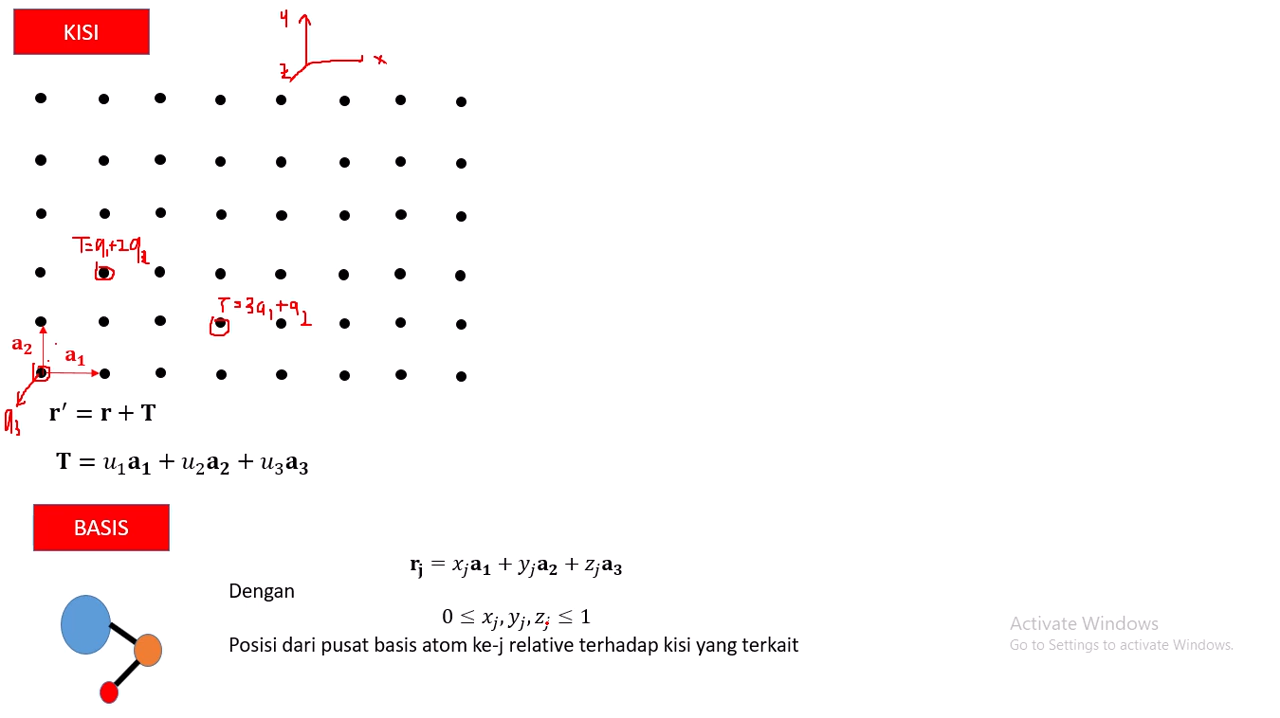 KISI
y
x
z
T=a₁+2a₂
T=3a₁+a₂
a₂
a₁
a₃
r′ = r + T
T = u₁a₁ + u₂a₂ + u₃a₃
BASIS
rⱼ = xⱼa₁ + yⱼa₂ + zⱼa₃
Dengan
0 ≤ xⱼ, yⱼ, zⱼ ≤ 1
Posisi dari pusat basis atom ke-j relative terhadap kisi yang terkait
Activate Windows
Go to Settings to activate Windows.